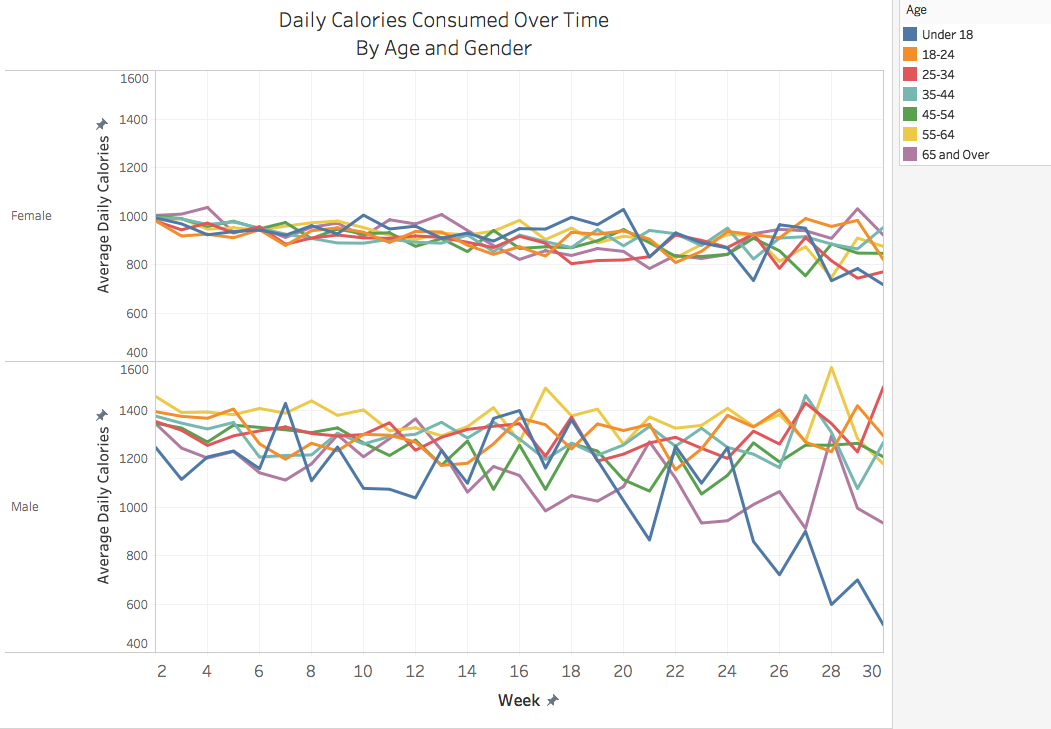 Daily Calories Consumed Over Time
By Age and Gender
Age
Under 18
18-24
25-34
35-44
45-54
55-64
65 and Over
Female
Average Daily Calories
1600
1400
1200
1000
800
600
400
Male
Average Daily Calories
1600
1400
1200
1000
800
600
400
2 4 6 8 10 12 14 16 18 20 22 24 26 28 30
Week